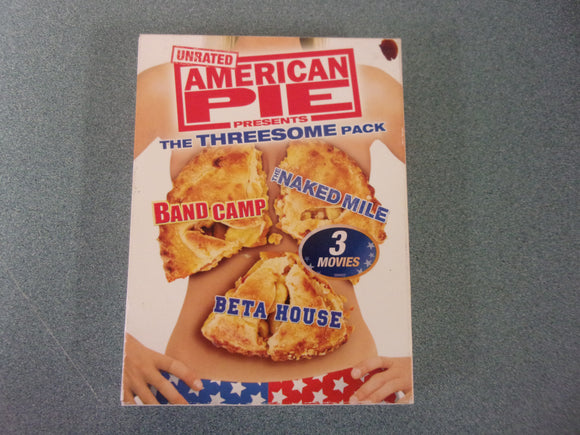 UNRATED
AMERICAN
PIE
PRESENTS
THE THREESOME PACK
BAND CAMP
THE NAKED MILE
3
MOVIES
BETA HOUSE